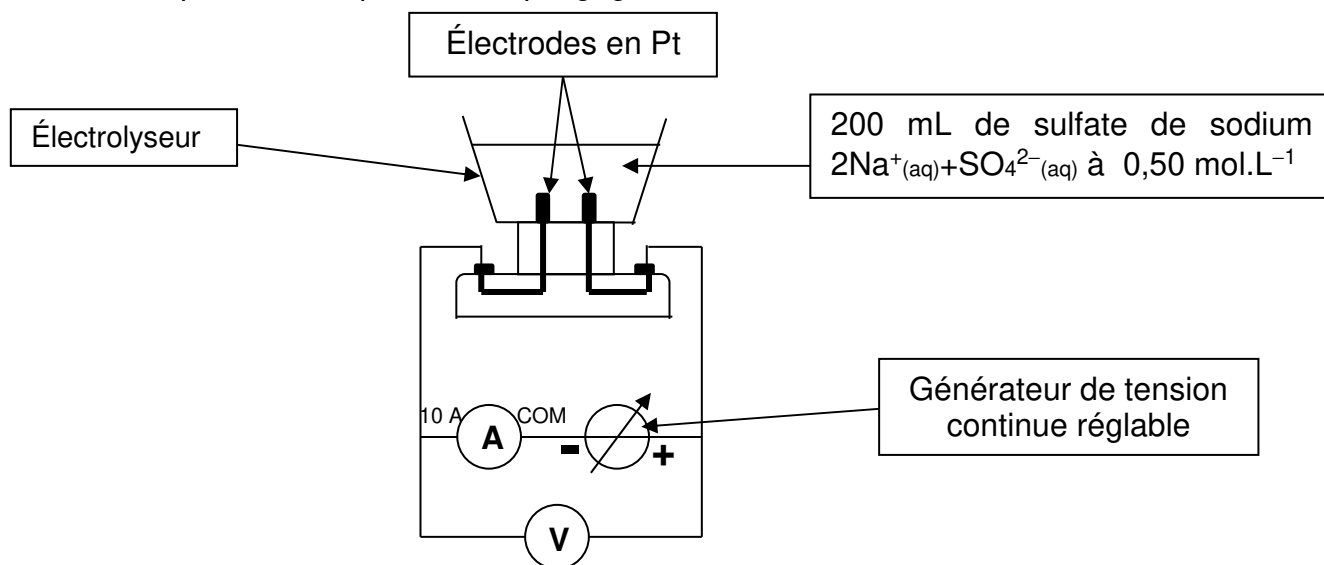 Électrodes en Pt
Électrolyseur
200 mL de sulfate de sodium
2Na⁺(aq)+SO₄²⁻(aq) à 0,50 mol.L⁻¹
Générateur de tension
continue réglable
10 A
A
COM
-
+
V